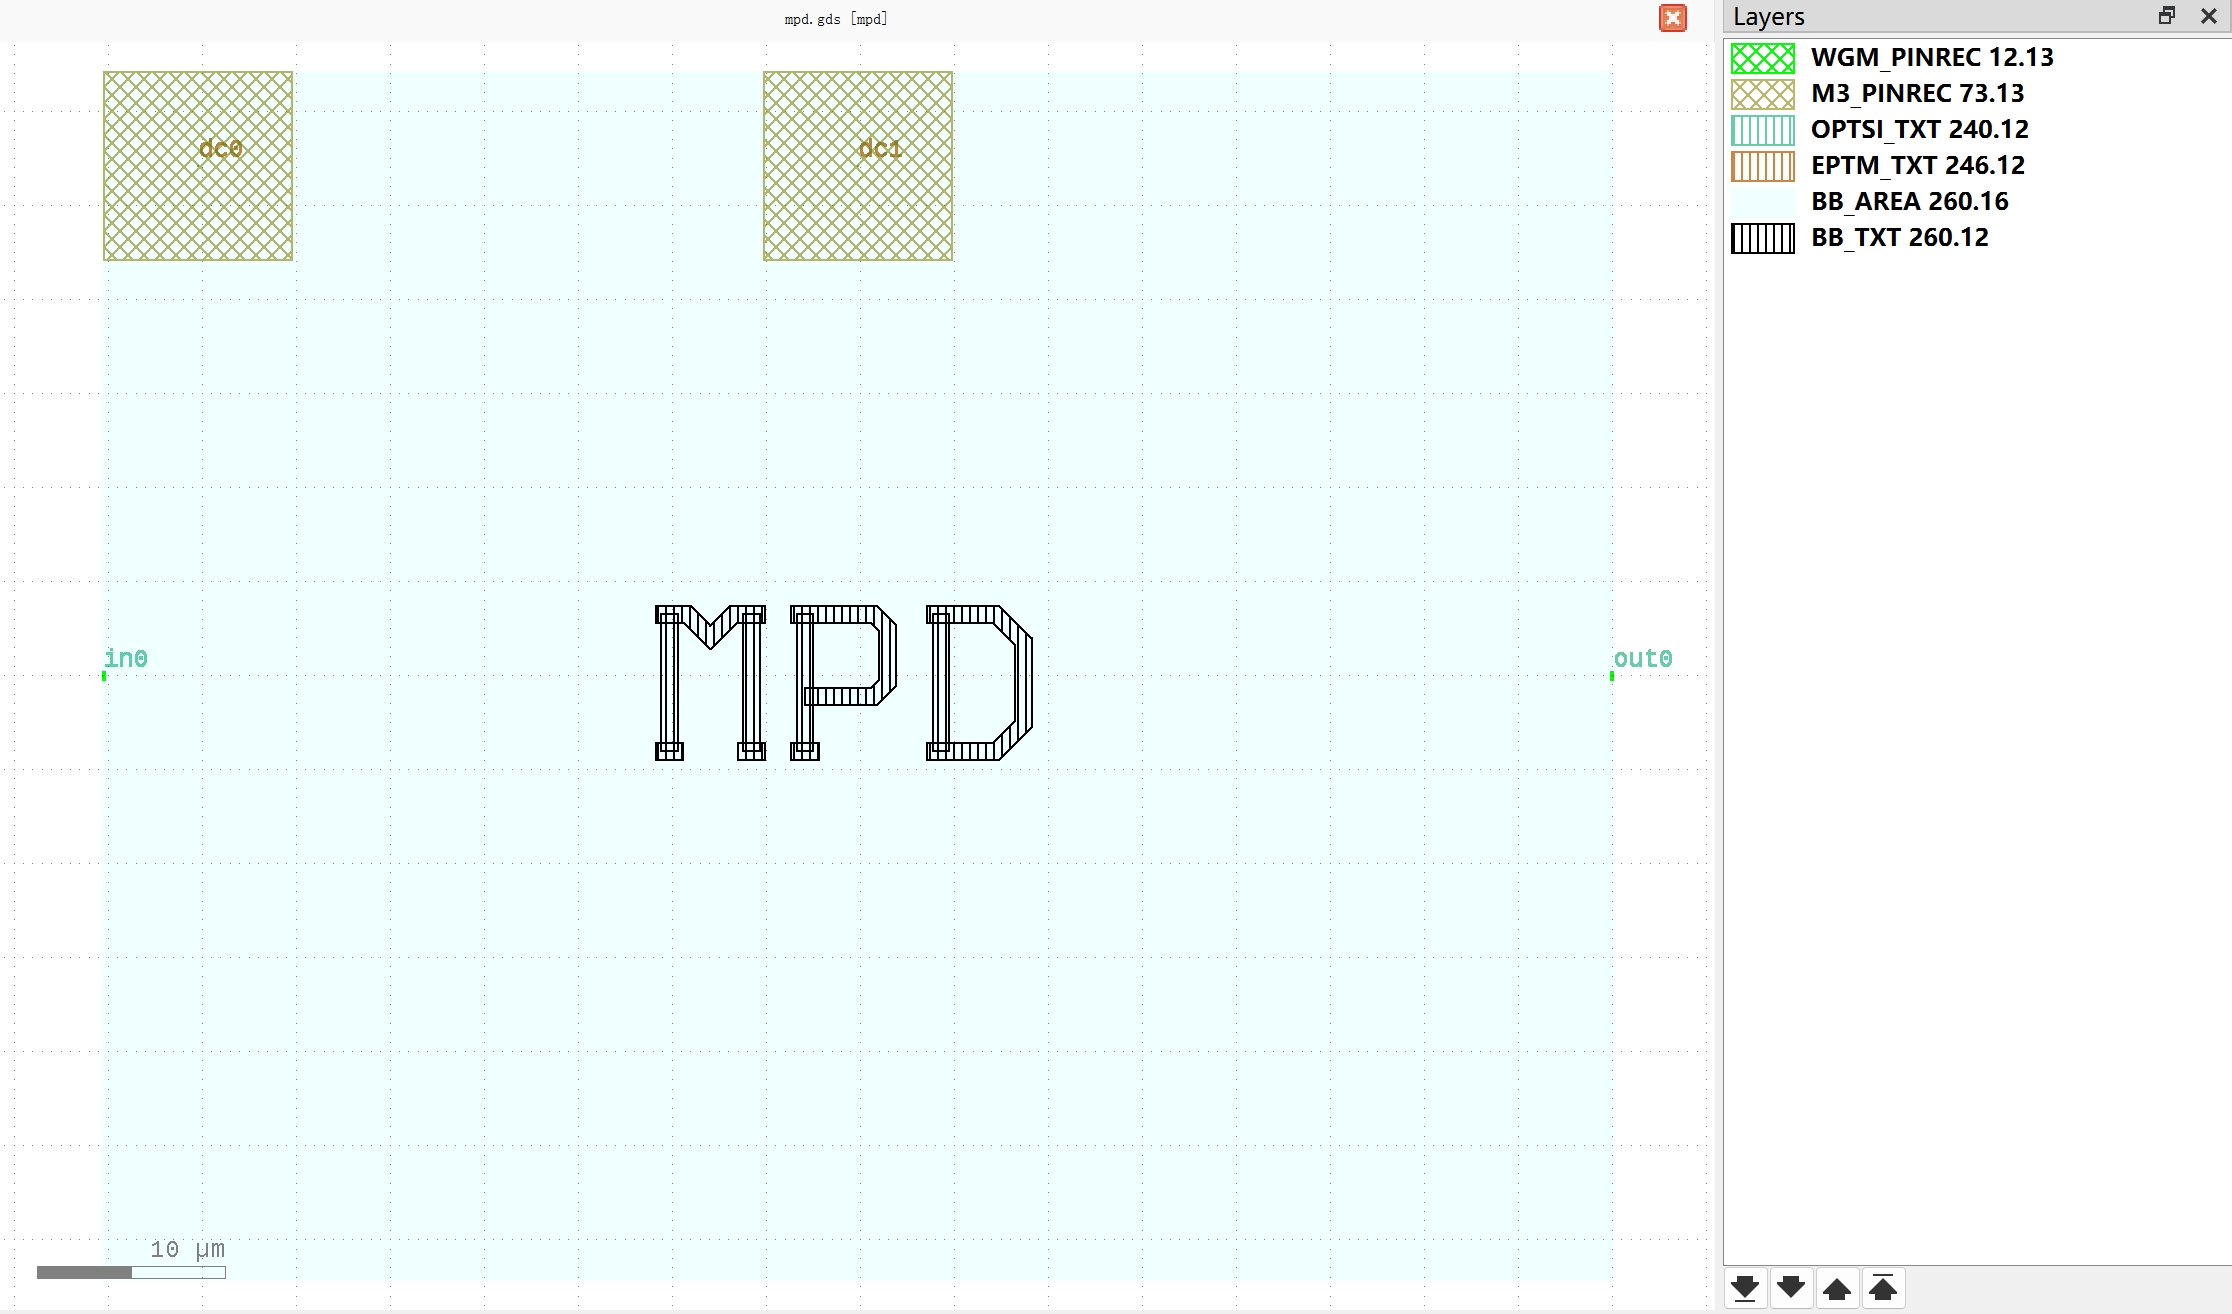 mpd.gds [mpd]
Layers
WGM_PINREC 12.13
M3_PINREC 73.13
OPTSI_TXT 240.12
EPTM_TXT 246.12
BB_AREA 260.16
BB_TXT 260.12
dc0
dc1
MPD
in0
out0
10 µm